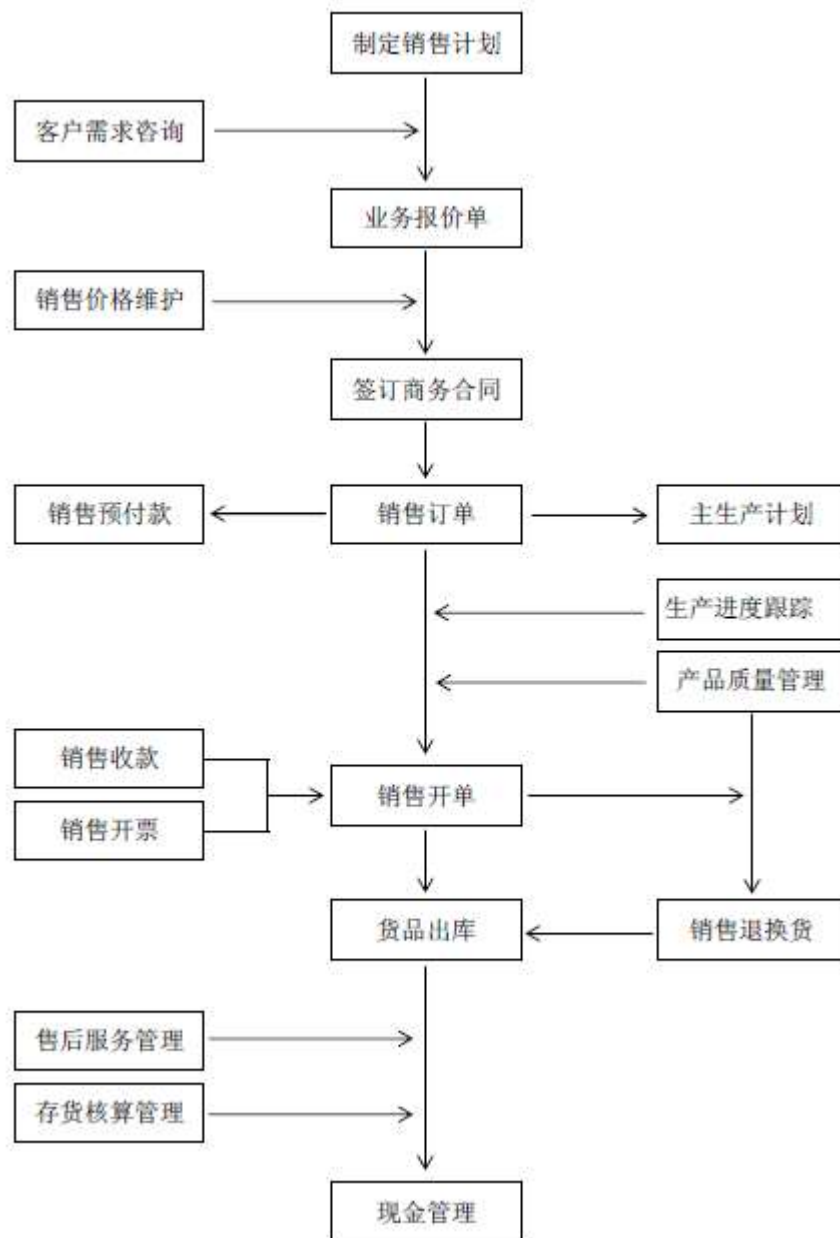 制定销售计划
客户需求咨询
业务报价单
销售价格维护
签订商务合同
销售预付款
销售订单
主生产计划
生产进度跟踪
产品质量管理
销售收款
销售开单
销售开票
货品出库
销售退换货
售后服务管理
存货核算管理
现金管理